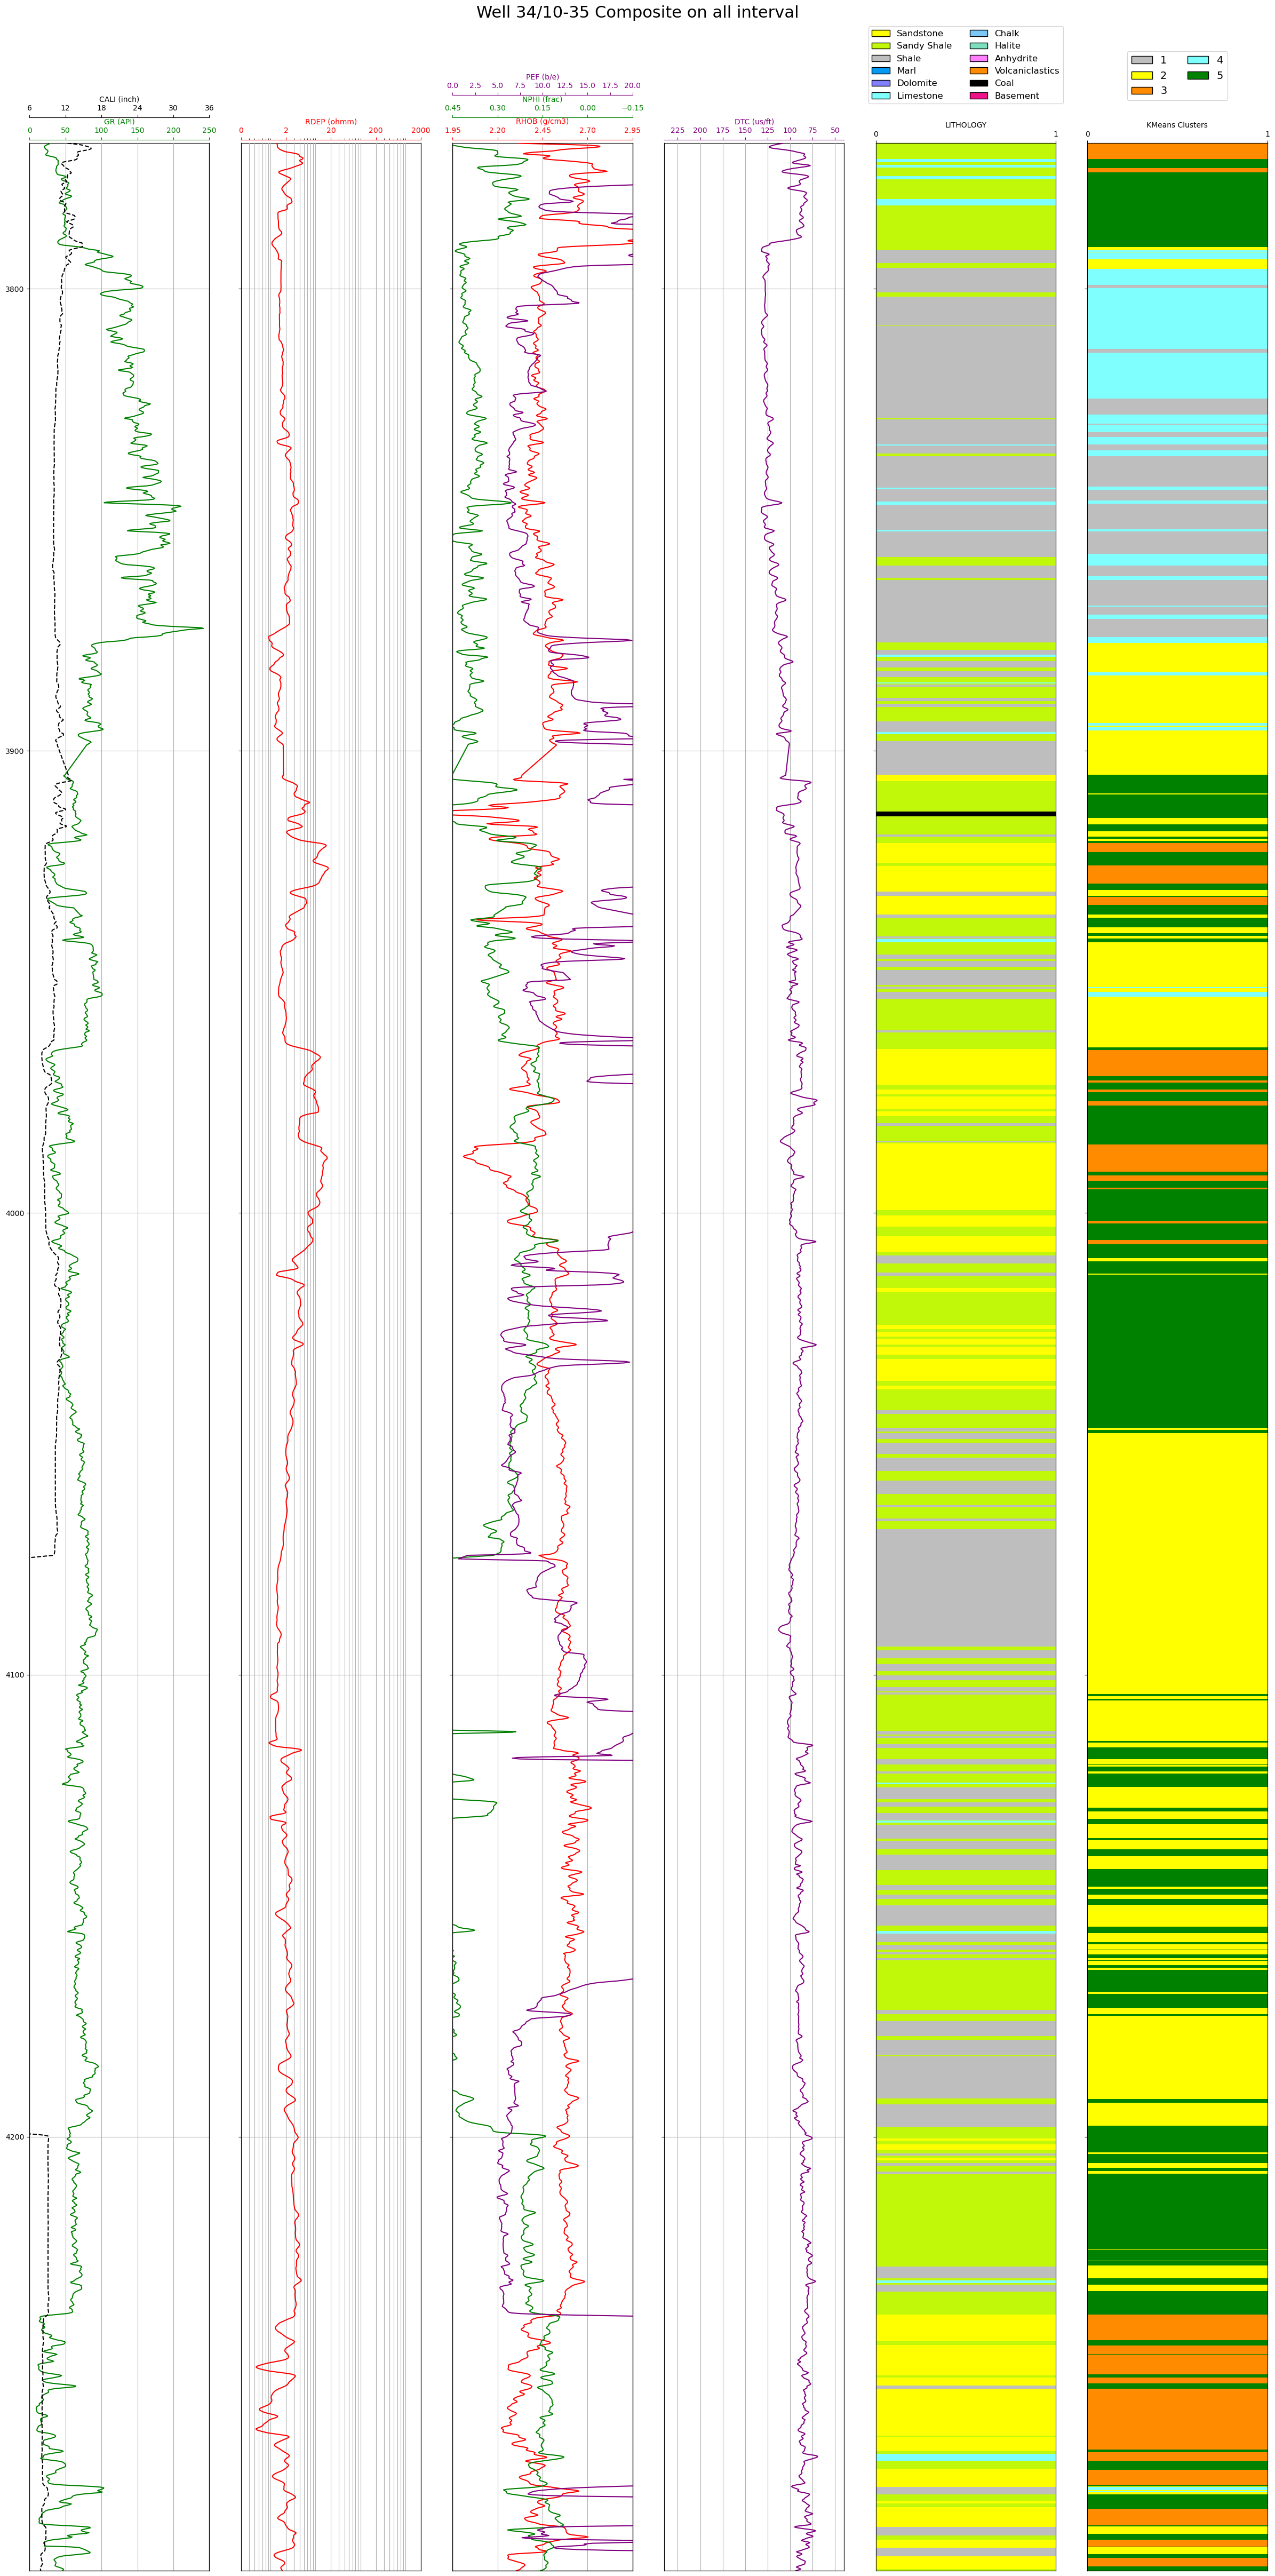 Well 34/10-35 Composite on all interval
Sandstone Chalk
Sandy Shale Halite
Shale Anhydrite
Marl Volcaniclastics
Dolomite Coal
Limestone Basement
1 4
2 5
3
PEF (b/e)
0.0 2.5 5.0 7.5 10.0 12.5 15.0 17.5 20.0
CALI (inch)
NPHI (frac)
6 12 18 24 30 36
0.45 0.30 0.15 0.00 −0.15
GR (API)
RDEP (ohmm)
RHOB (g/cm3)
DTC (us/ft)
LITHOLOGY
KMeans Clusters
0 50 100 150 200 250
0 2 20 200 2000
1.95 2.20 2.45 2.70 2.95
225 200 175 150 125 100 75 50
0 1
0 1
3800
3900
4000
4100
4200